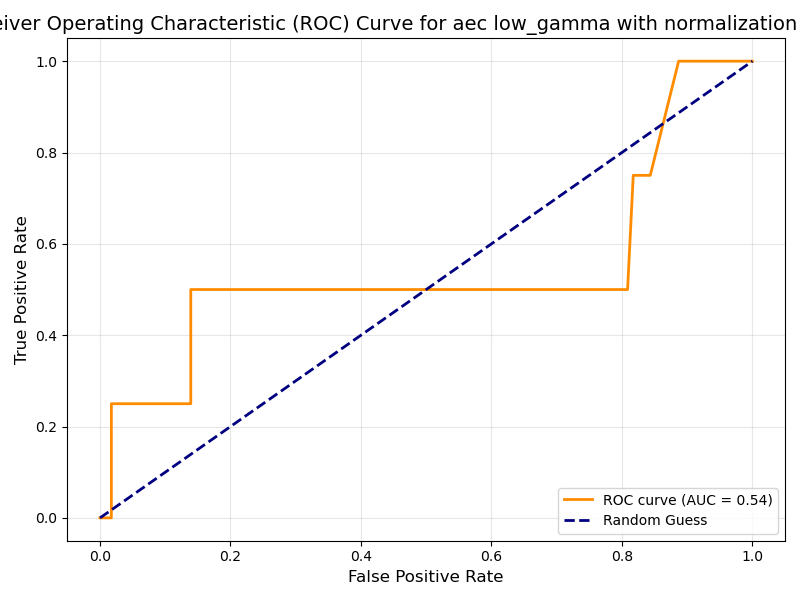 eiver Operating Characteristic (ROC) Curve for aec low_gamma with normalization
1.0
0.8
0.6
0.4
0.2
0.0
True Positive Rate
0.0 0.2 0.4 0.6 0.8 1.0
False Positive Rate
ROC curve (AUC = 0.54)
Random Guess